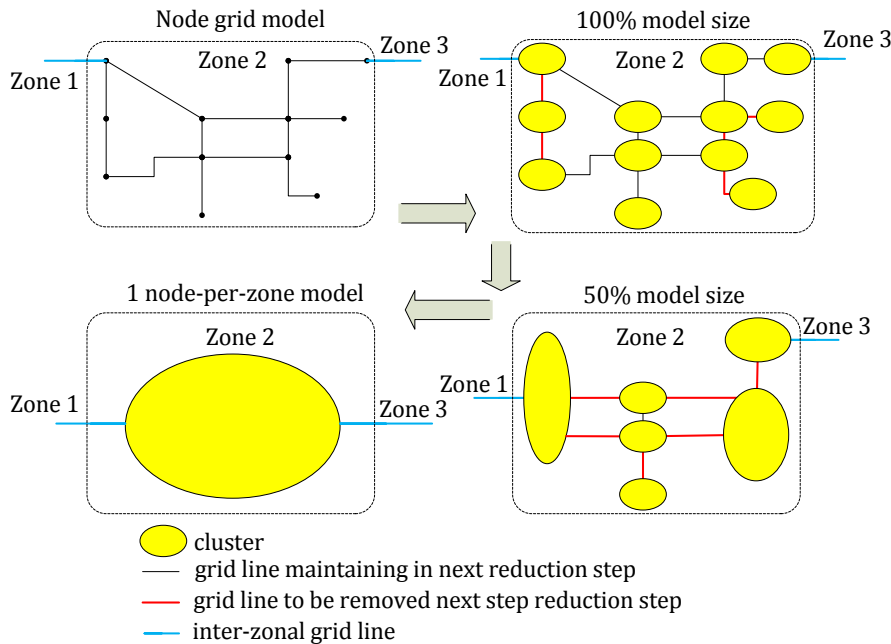 Node grid model
Zone 1
Zone 2
Zone 3
100% model size
Zone 1
Zone 2
Zone 3
1 node-per-zone model
Zone 1
Zone 2
Zone 3
50% model size
Zone 1
Zone 2
Zone 3
cluster
grid line maintaining in next reduction step
grid line to be removed next step reduction step
inter-zonal grid line